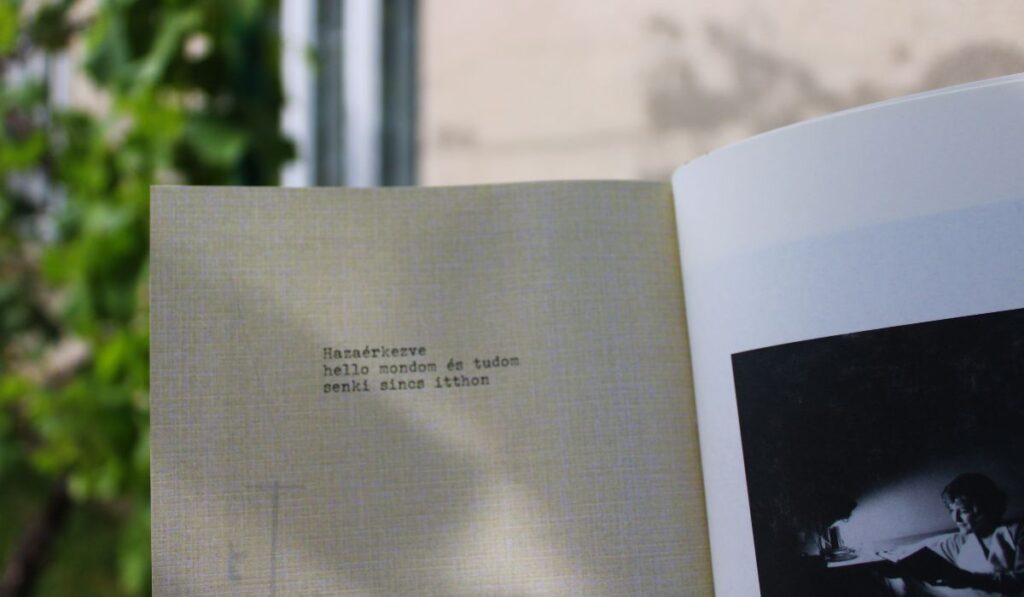 Hazaérkezve
hello mondom és tudom
senki sincs itthon